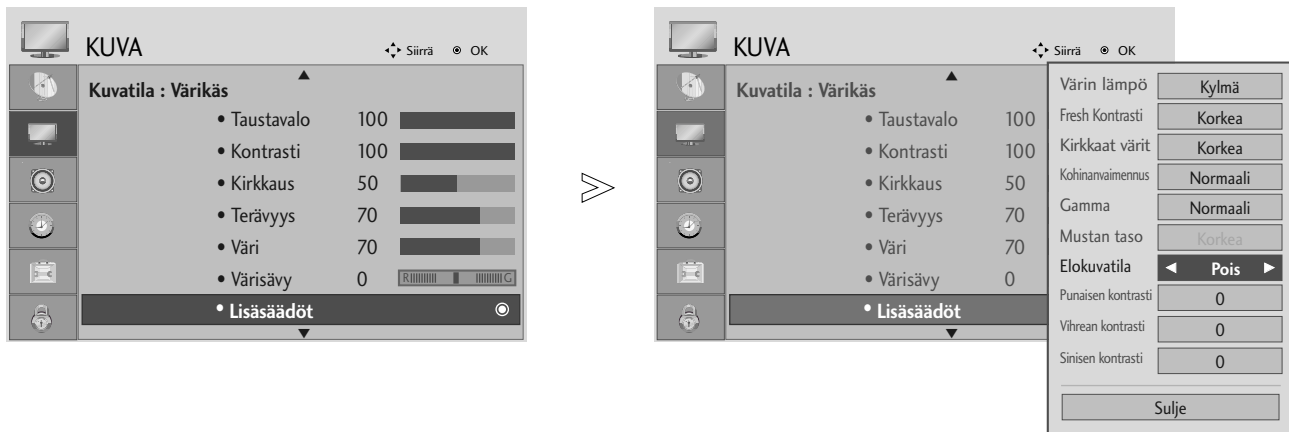 KUVA
Siirrä OK
Kuvatila : Värikäs
• Taustavalo 100
• Kontrasti 100
• Kirkkaus 50
• Terävyys 70
• Väri 70
• Värisävy 0 R G
• Lisäsäädöt
KUVA
Siirrä OK
Kuvatila : Värikäs
• Taustavalo 100
• Kontrasti 100
• Kirkkaus 50
• Terävyys 70
• Väri 70
• Värisävy 0
• Lisäsäädöt
Värin lämpö Kylmä
Fresh Kontrasti Korkea
Kirkkaat värit Korkea
Kohinanvaimennus Normaali
Gamma Normaali
Mustan taso Korkea
Elokuvatila ◄ Pois ►
Punaisen kontrasti 0
Vihrean kontrasti 0
Sinisen kontrasti 0
Sulje